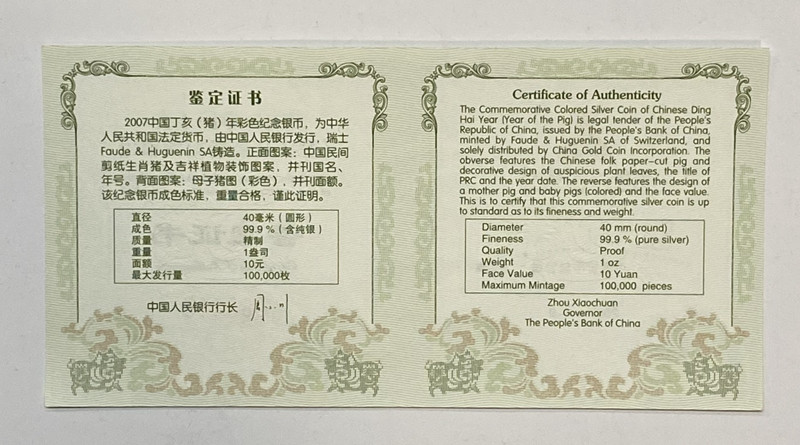 鉴定证书
2007中国丁亥（猪）年彩色纪念银币，为中华
人民共和国法定货币，由中国人民银行发行，瑞士
Faude & Huguenin SA铸造。正面图案：中国民间
剪纸生肖猪及吉祥植物装饰图案，并刊国名、
年号。背面图案：母子猪图（彩色），并刊面额。
该纪念银币成色标准，重量合格，谨此证明。
直径 40毫米（圆形）
成色 99.9％（含纯银）
质量 精制
重量 1盎司
面额 10元
最大发行量 100,000枚
中国人民银行行长
Certificate of Authenticity
The Commemorative Colored Silver Coin of Chinese Ding
Hai Year (Year of the Pig) is legal tender of the People's
Republic of China, issued by the People's Bank of China,
minted by Faude & Huguenin SA of Switzerland, and
solely distributed by China Gold Coin Incorporation. The
obverse features the Chinese folk paper-cut pig and
decorative design of auspicious plant leaves, the title of
PRC and the year date. The reverse features the design of
a mother pig and baby pigs (colored) and the face value.
This is to certify that this commemorative silver coin is up
to standard as to its fineness and weight.
Diameter 40 mm (round)
Fineness 99.9 % (pure silver)
Quality Proof
Weight 1 oz
Face Value 10 Yuan
Maximum Mintage 100,000 pieces
Zhou Xiaochuan
Governor
The People's Bank of China